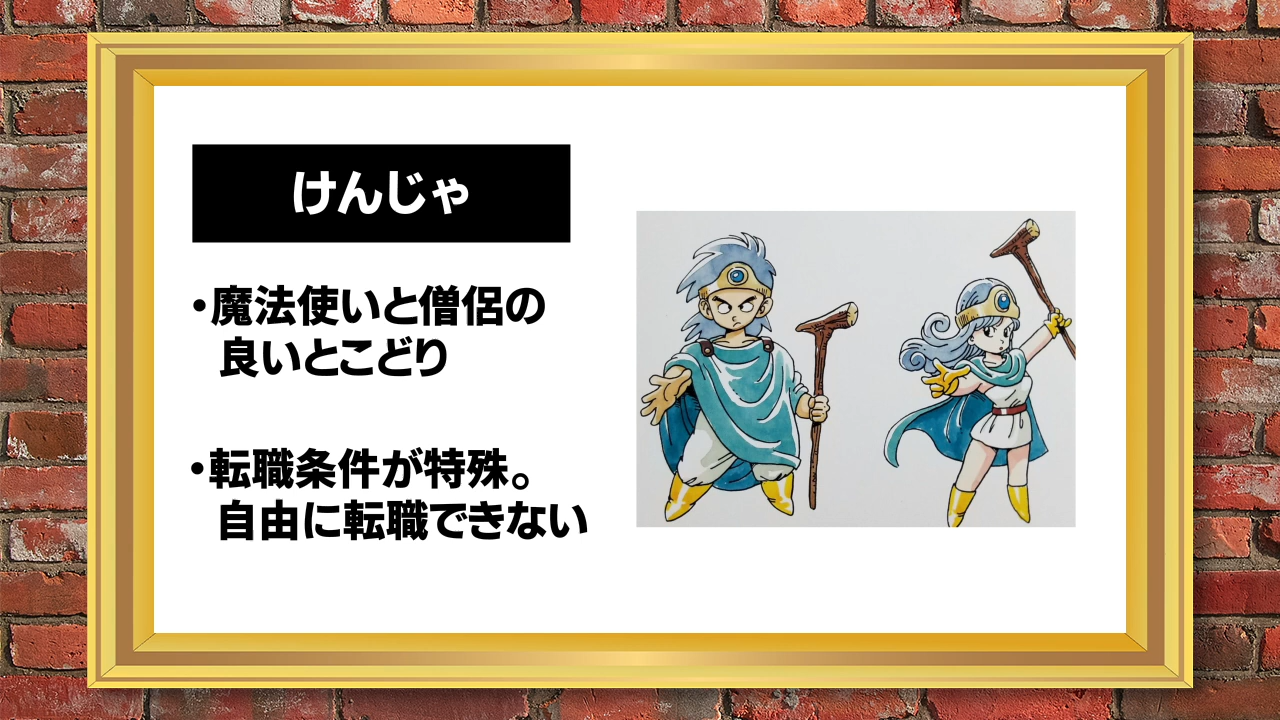 けんじゃ
・魔法使いと僧侶の
良いとこどり
・転職条件が特殊。
自由に転職できない